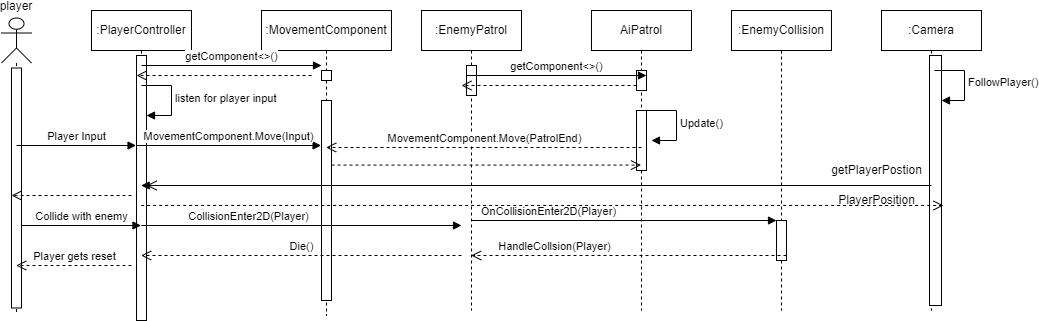 player
:PlayerController
:MovementComponent
:EnemyPatrol
AiPatrol
:EnemyCollision
:Camera
getComponent<>()
getComponent<>()
FollowPlayer()
listen for player input
Update()
Player Input
MovementComponent.Move(Input)
MovementComponent.Move(PatrolEnd)
getPlayerPostion
PlayerPosition
Collide with enemy
CollisionEnter2D(Player)
OnCollisionEnter2D(Player)
Die()
HandleCollsion(Player)
Player gets reset